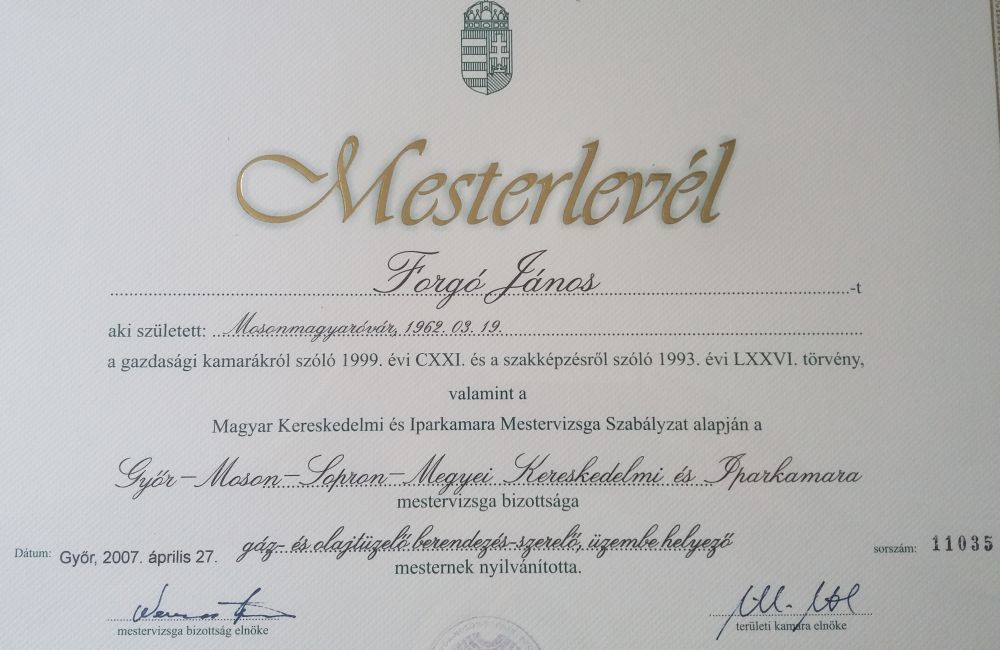 Mesterlevél
Forgó János -t
aki született: Mosonmagyaróvár, 1962. 03. 19.
a gazdasági kamarákról szóló 1999. évi CXXI. és a szakképzésről szóló 1993. évi LXXVI. törvény,
valamint a
Magyar Kereskedelmi és Iparkamara Mestervizsga Szabályzat alapján a
Győr-Moson-Sopron-Megyei Kereskedelmi és Iparkamara
mestervizsga bizottsága
gáz- és olajtüzelő berendezés-szerelő, üzembe helyező
Dátum: Győr, 2007. április 27.
sorszám: 11035
mesternek nyilvánította.
mestervizsga bizottság elnöke
területi kamara elnöke